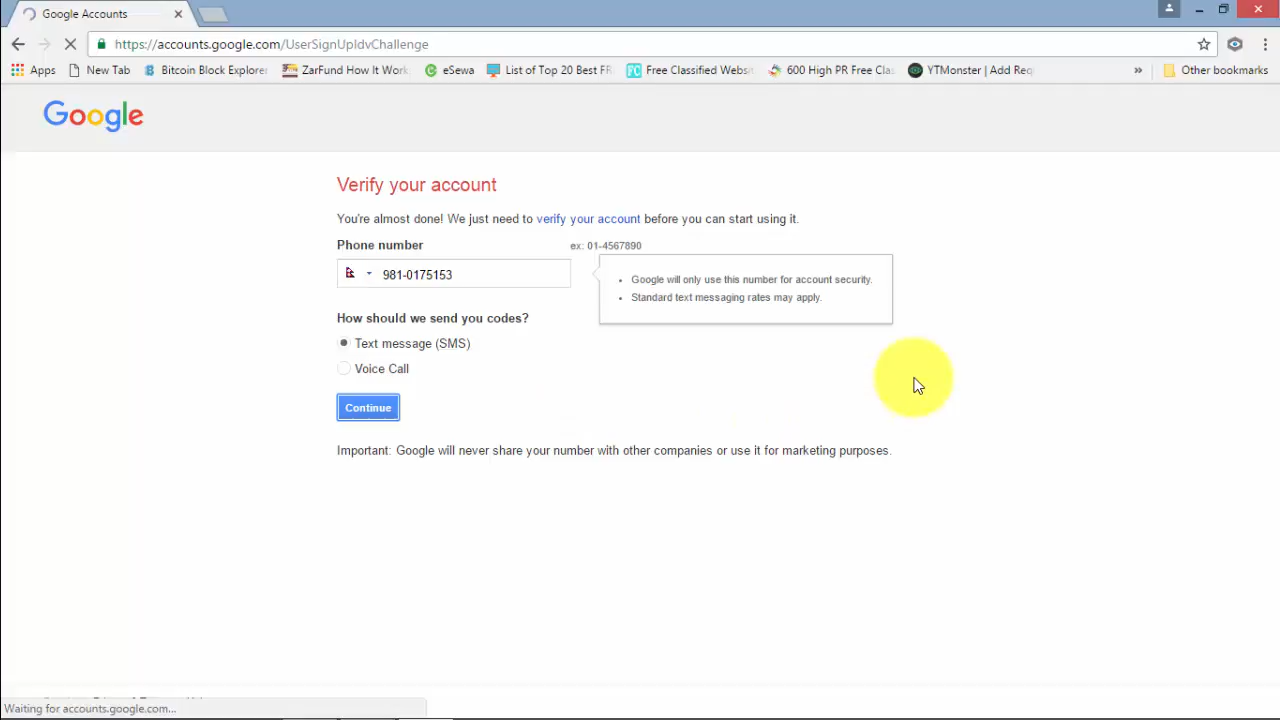 Google Accounts
https://accounts.google.com/UserSignUpIdvChallenge
Apps New Tab Bitcoin Block Explorer ZarFund How It Work eSewa List of Top 20 Best FR Free Classified Websit 600 High PR Free Clas YTMonster | Add Req » Other bookmarks
Google
Verify your account
You're almost done! We just need to verify your account before you can start using it.
Phone number ex: 01-4567890
981-0175153
• Google will only use this number for account security.
• Standard text messaging rates may apply.
How should we send you codes?
Text message (SMS)
Voice Call
Continue
Important: Google will never share your number with other companies or use it for marketing purposes.
Waiting for accounts.google.com...